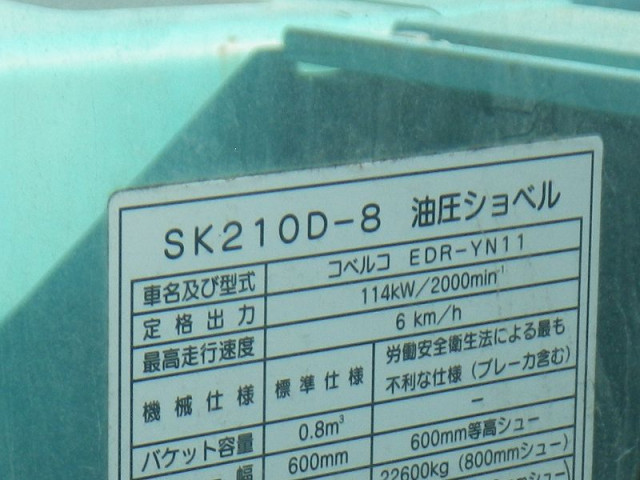 SK210D-8 油圧ショベル
車名及び型式 コベルコ EDR-YN11
定格出力 114kW/2000min⁻¹
最高走行速度 6 km/h
機械仕様 標準仕様 労働安全衛生法による最も
不利な仕様(ブレーカ含む)
バケット容量 0.8m³ −
幅 600mm 600mm等高シュー
22600kg(800mmシュー)